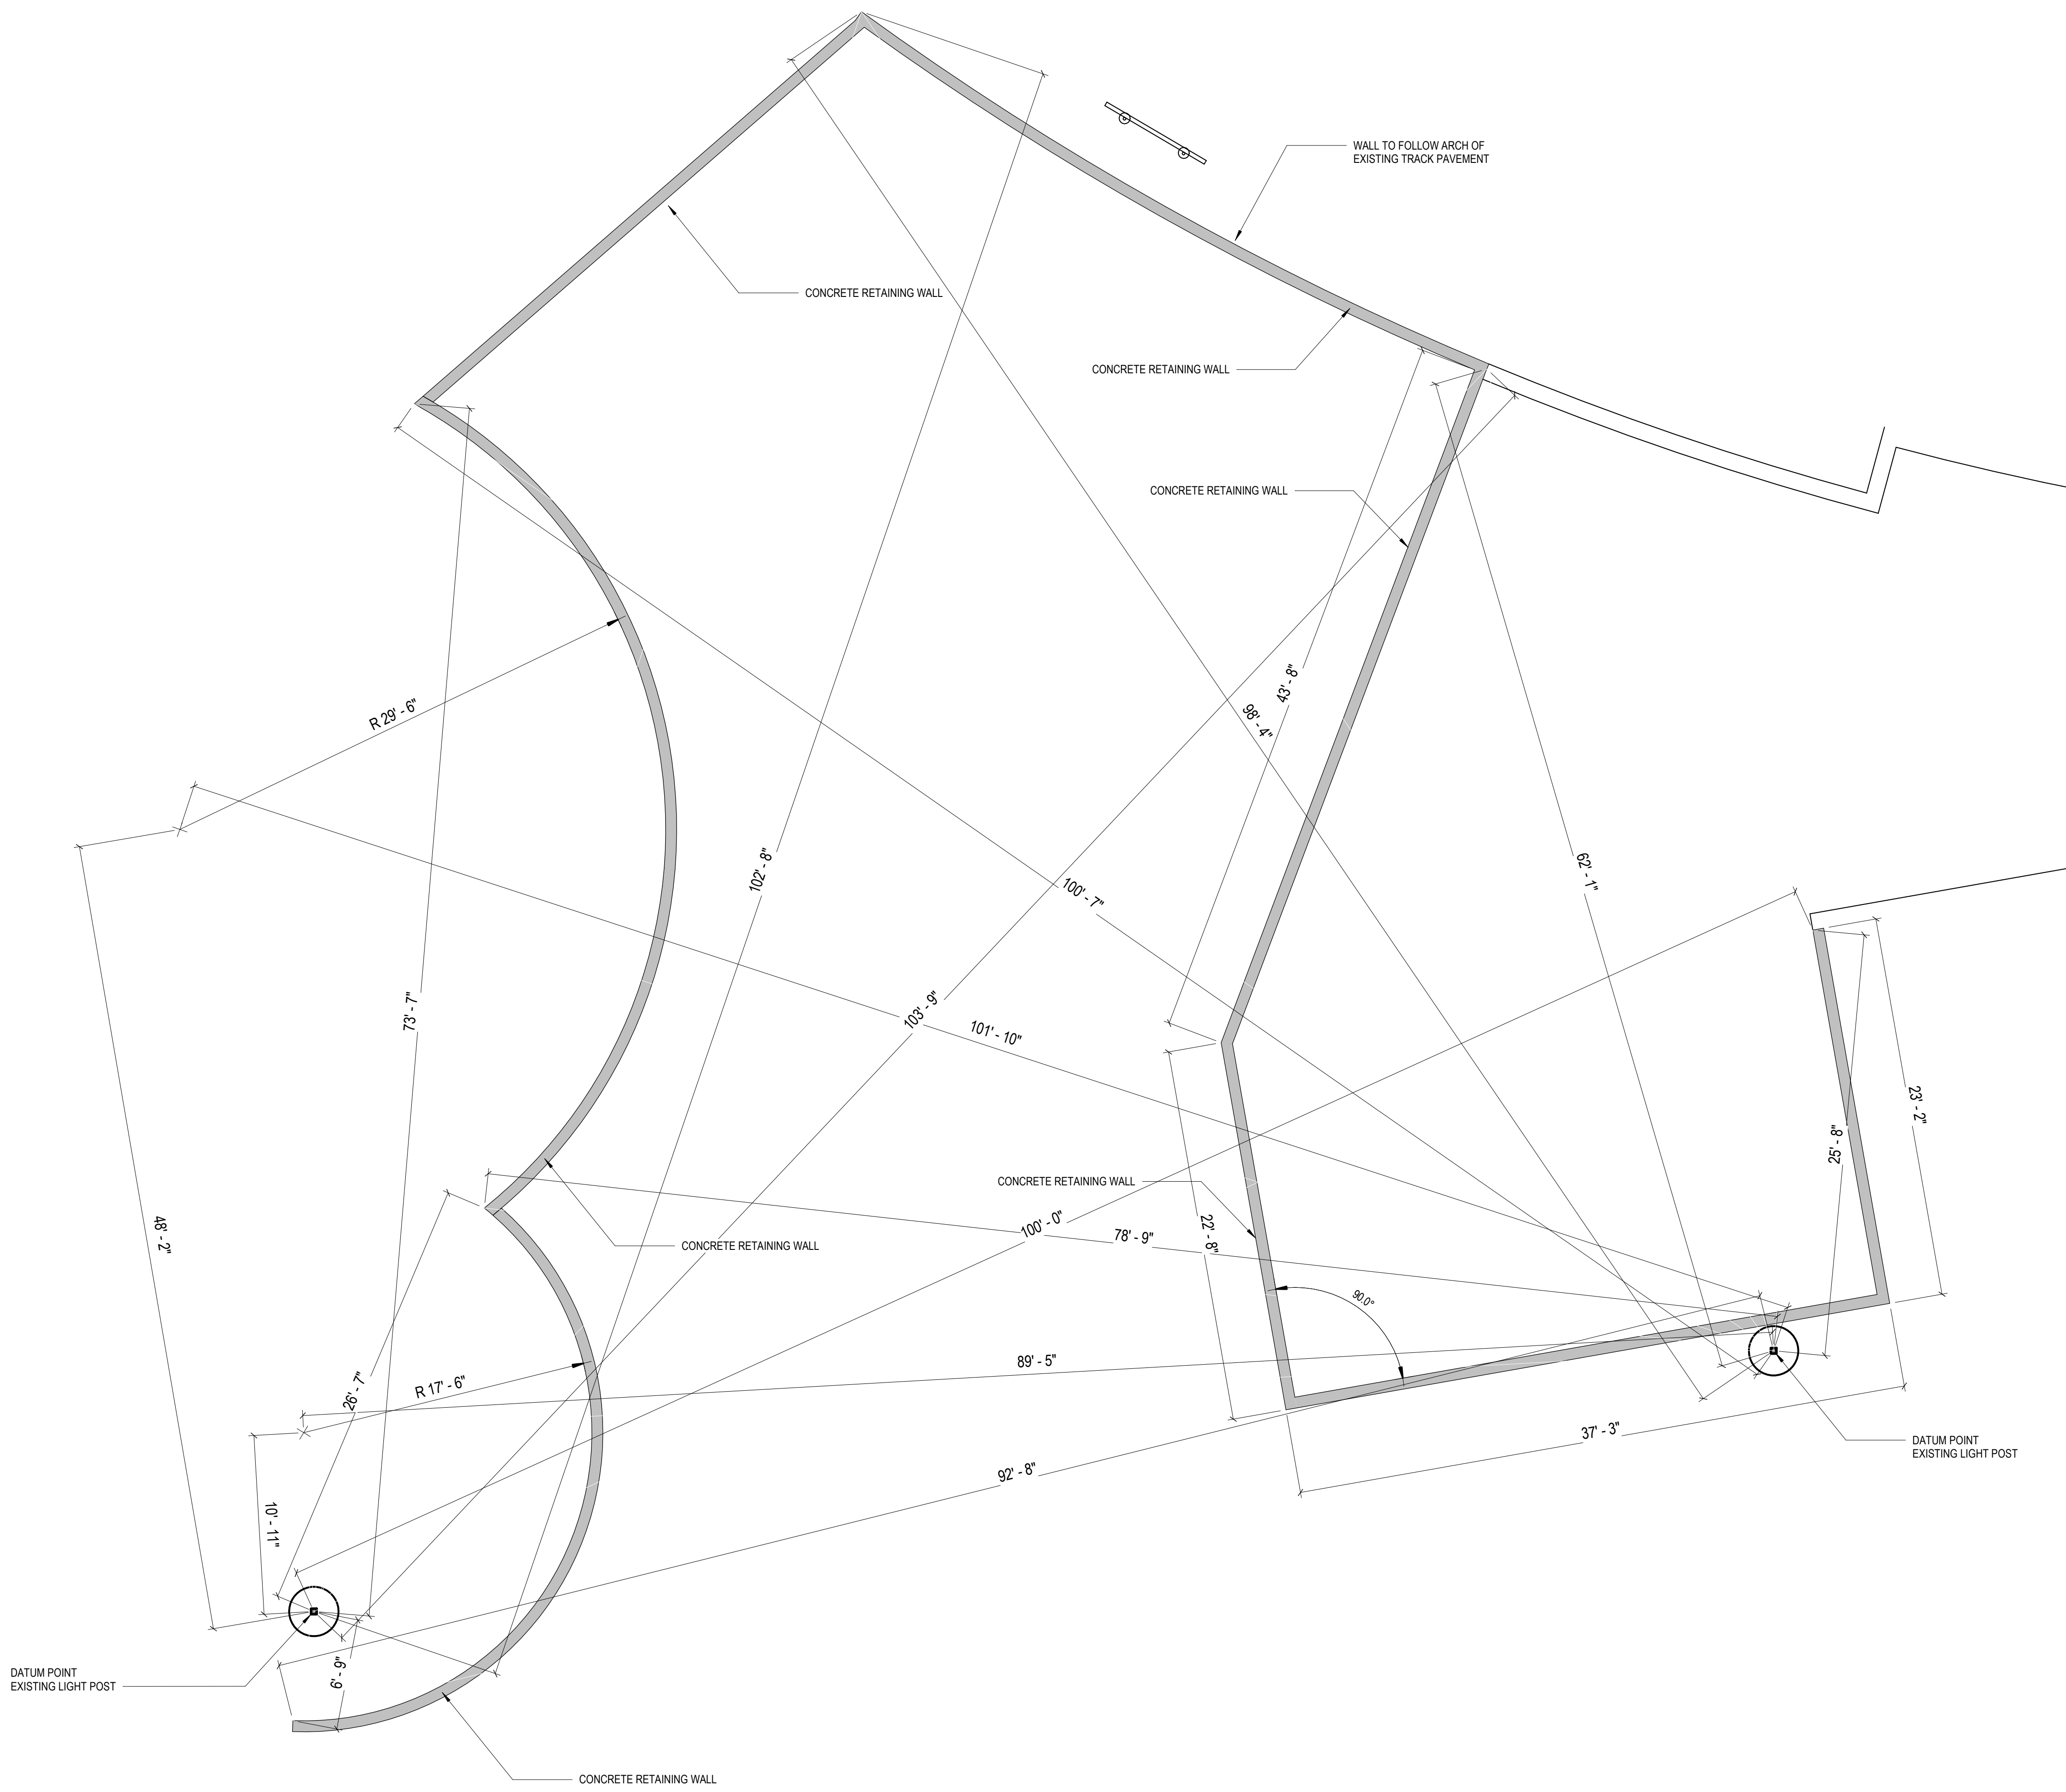 WALL TO FOLLOW ARCH OF
EXISTING TRACK PAVEMENT
CONCRETE RETAINING WALL
CONCRETE RETAINING WALL
CONCRETE RETAINING WALL
43' - 8"
R 29' - 6"
98' - 4"
102' - 8"
62' - 1"
100' - 7"
73' - 7"
103' - 9"
101' - 10"
23' - 2"
25' - 8"
CONCRETE RETAINING WALL
100' - 0"
78' - 9"
22' - 8"
48' - 2"
CONCRETE RETAINING WALL
90.0°
89' - 5"
R 17' - 6"
26' - 7"
37' - 3"
DATUM POINT
EXISTING LIGHT POST
92' - 8"
10' - 11"
6' - 9"
DATUM POINT
EXISTING LIGHT POST
CONCRETE RETAINING WALL